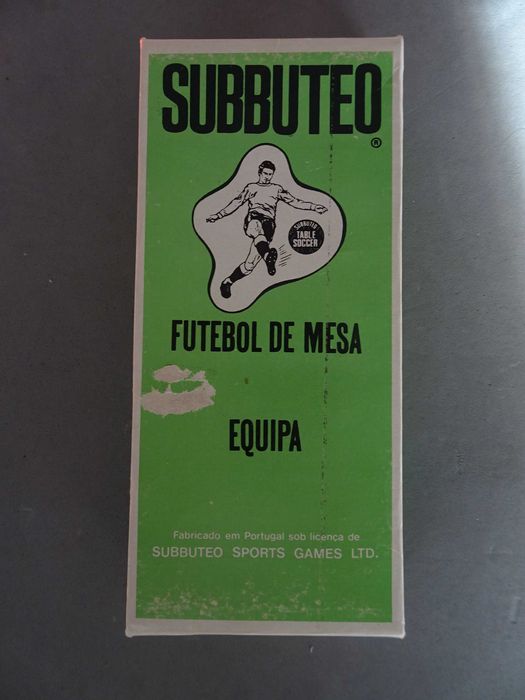 SUBBUTEO
®
SUBBUTEO
TABLE
SOCCER
FUTEBOL DE MESA
EQUIPA
Fabricado em Portugal sob licença de
SUBBUTEO SPORTS GAMES LTD.